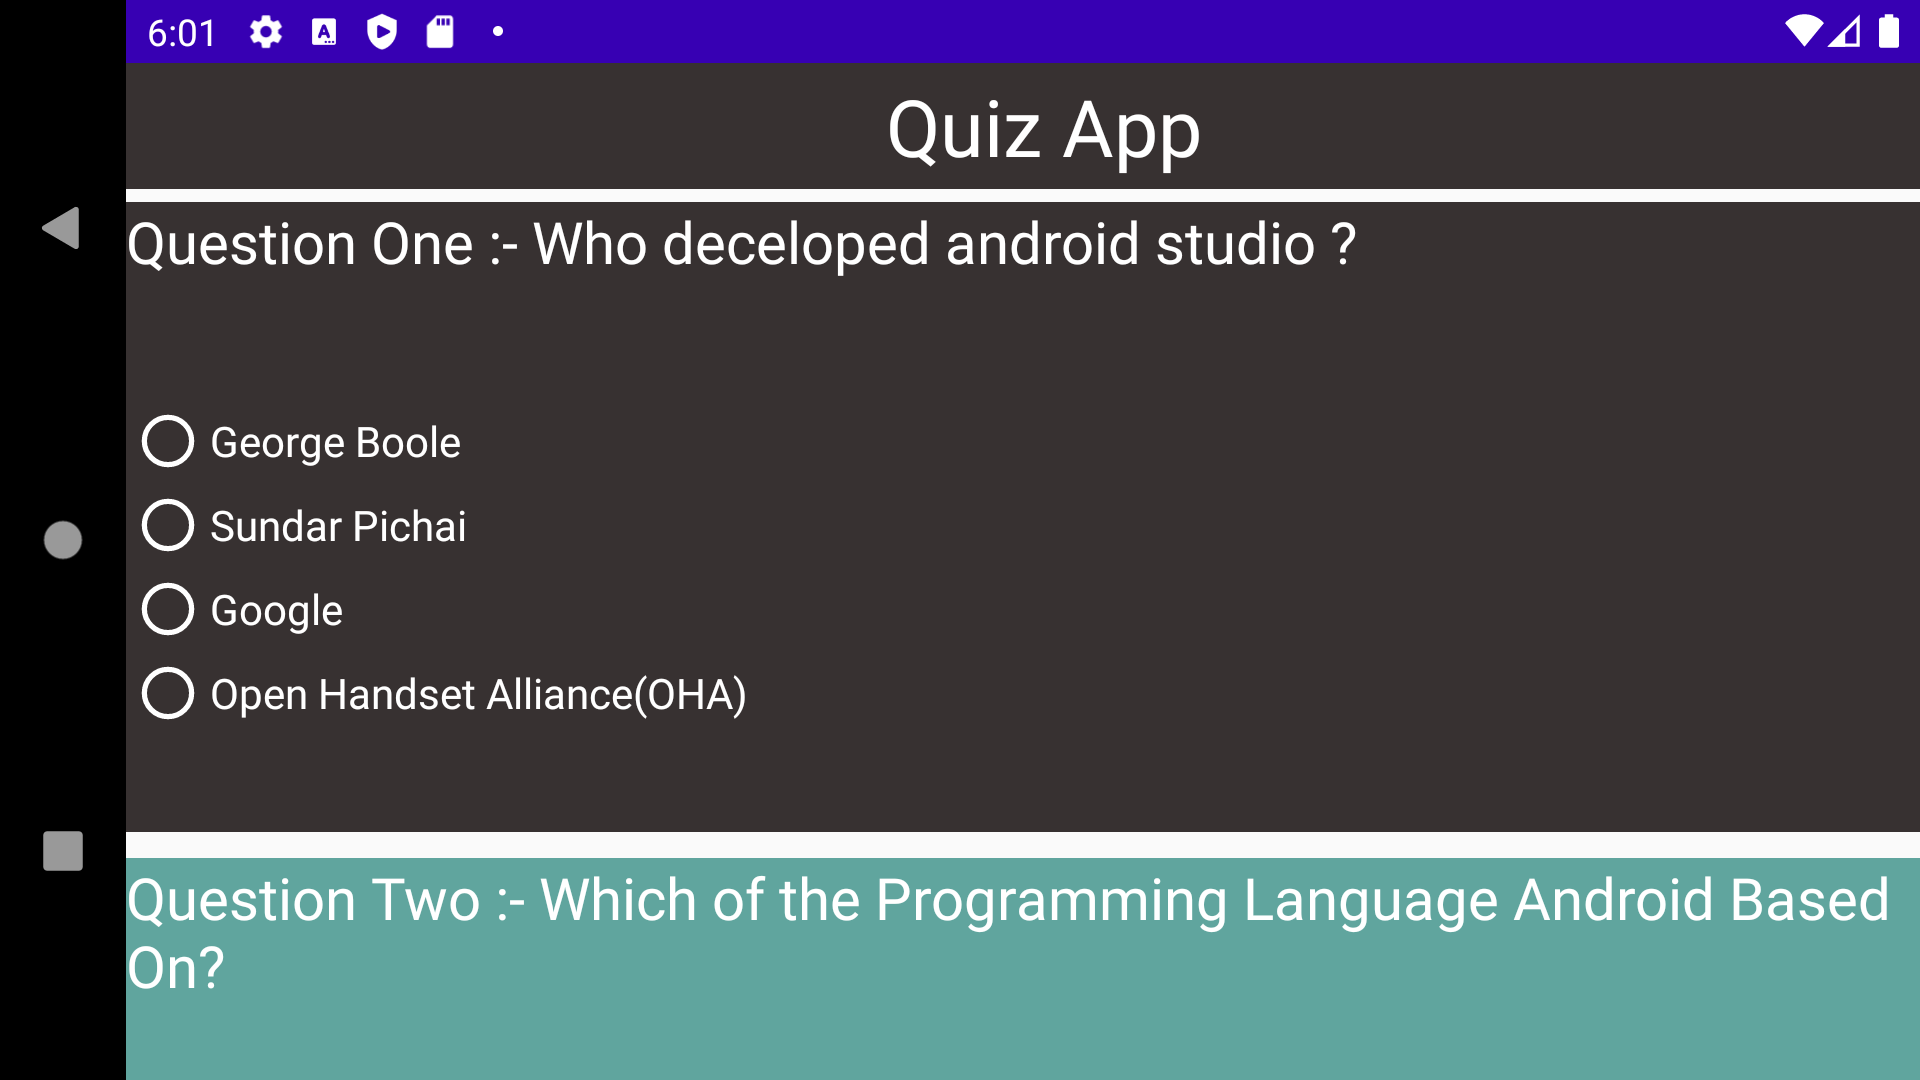 6:01
Quiz App
Question One :- Who deceloped android studio ?
George Boole
Sundar Pichai
Google
Open Handset Alliance(OHA)
Question Two :- Which of the Programming Language Android Based
On?